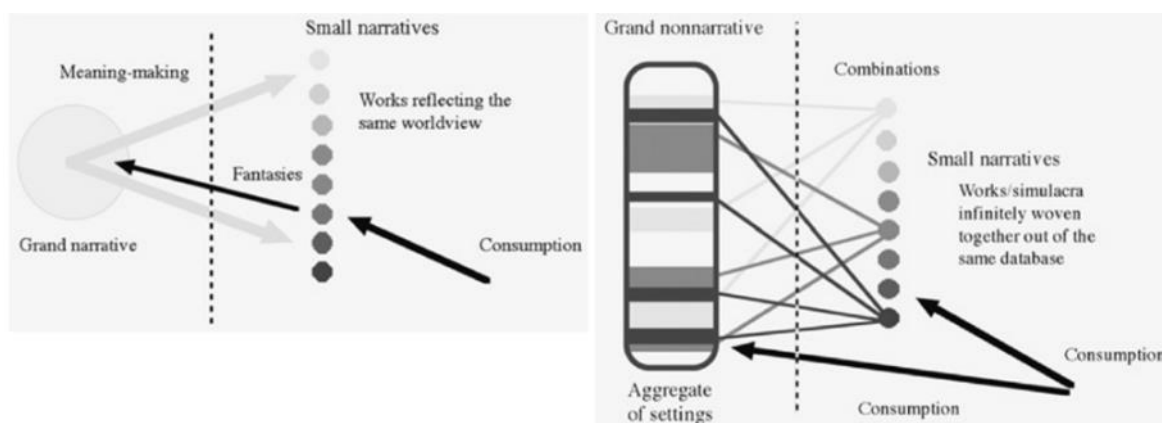 Small narratives
Meaning-making
Works reflecting the
same worldview
Fantasies
Grand narrative
Consumption
Grand nonnarrative
Combinations
Small narratives
Works/simulacra
infinitely woven
together out of the
same database
Consumption
Aggregate
of settings
Consumption